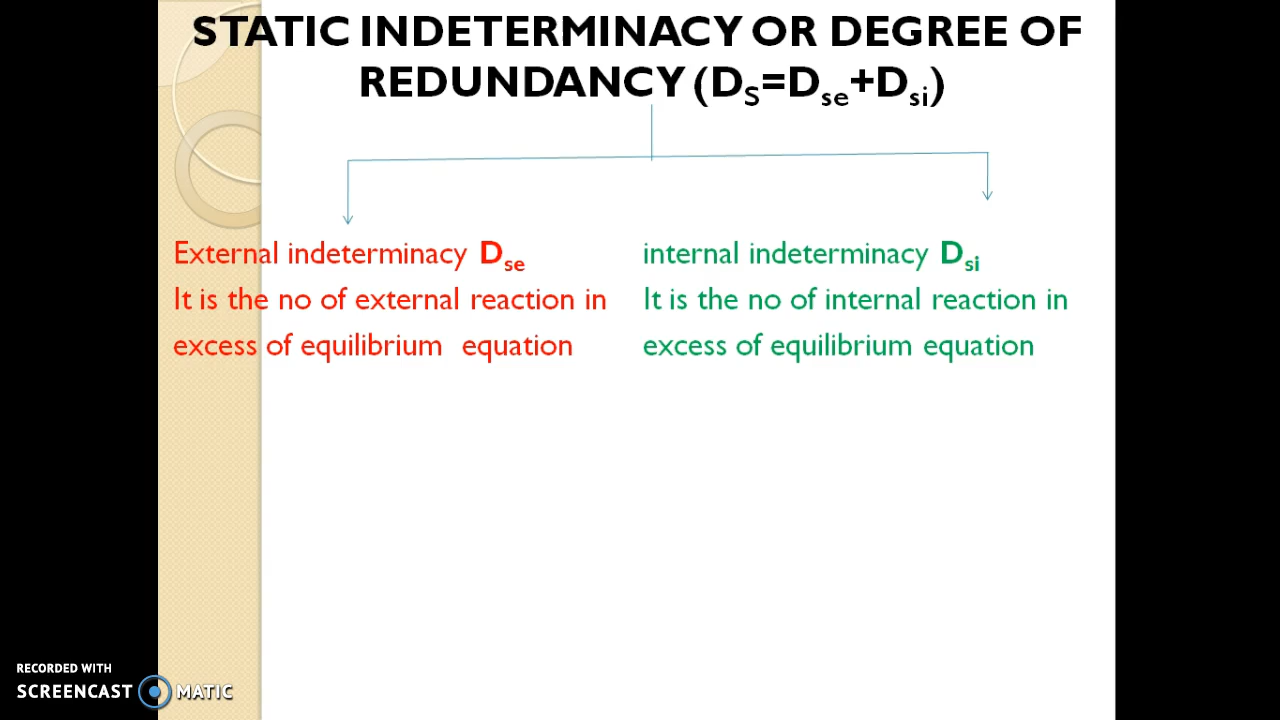 STATIC INDETERMINACY OR DEGREE OF
REDUNDANCY (DS=Dse+Dsi)
External indeterminacy Dse
It is the no of external reaction in
excess of equilibrium equation
internal indeterminacy Dsi
It is the no of internal reaction in
excess of equilibrium equation
RECORDED WITH
SCREENCAST MATIC